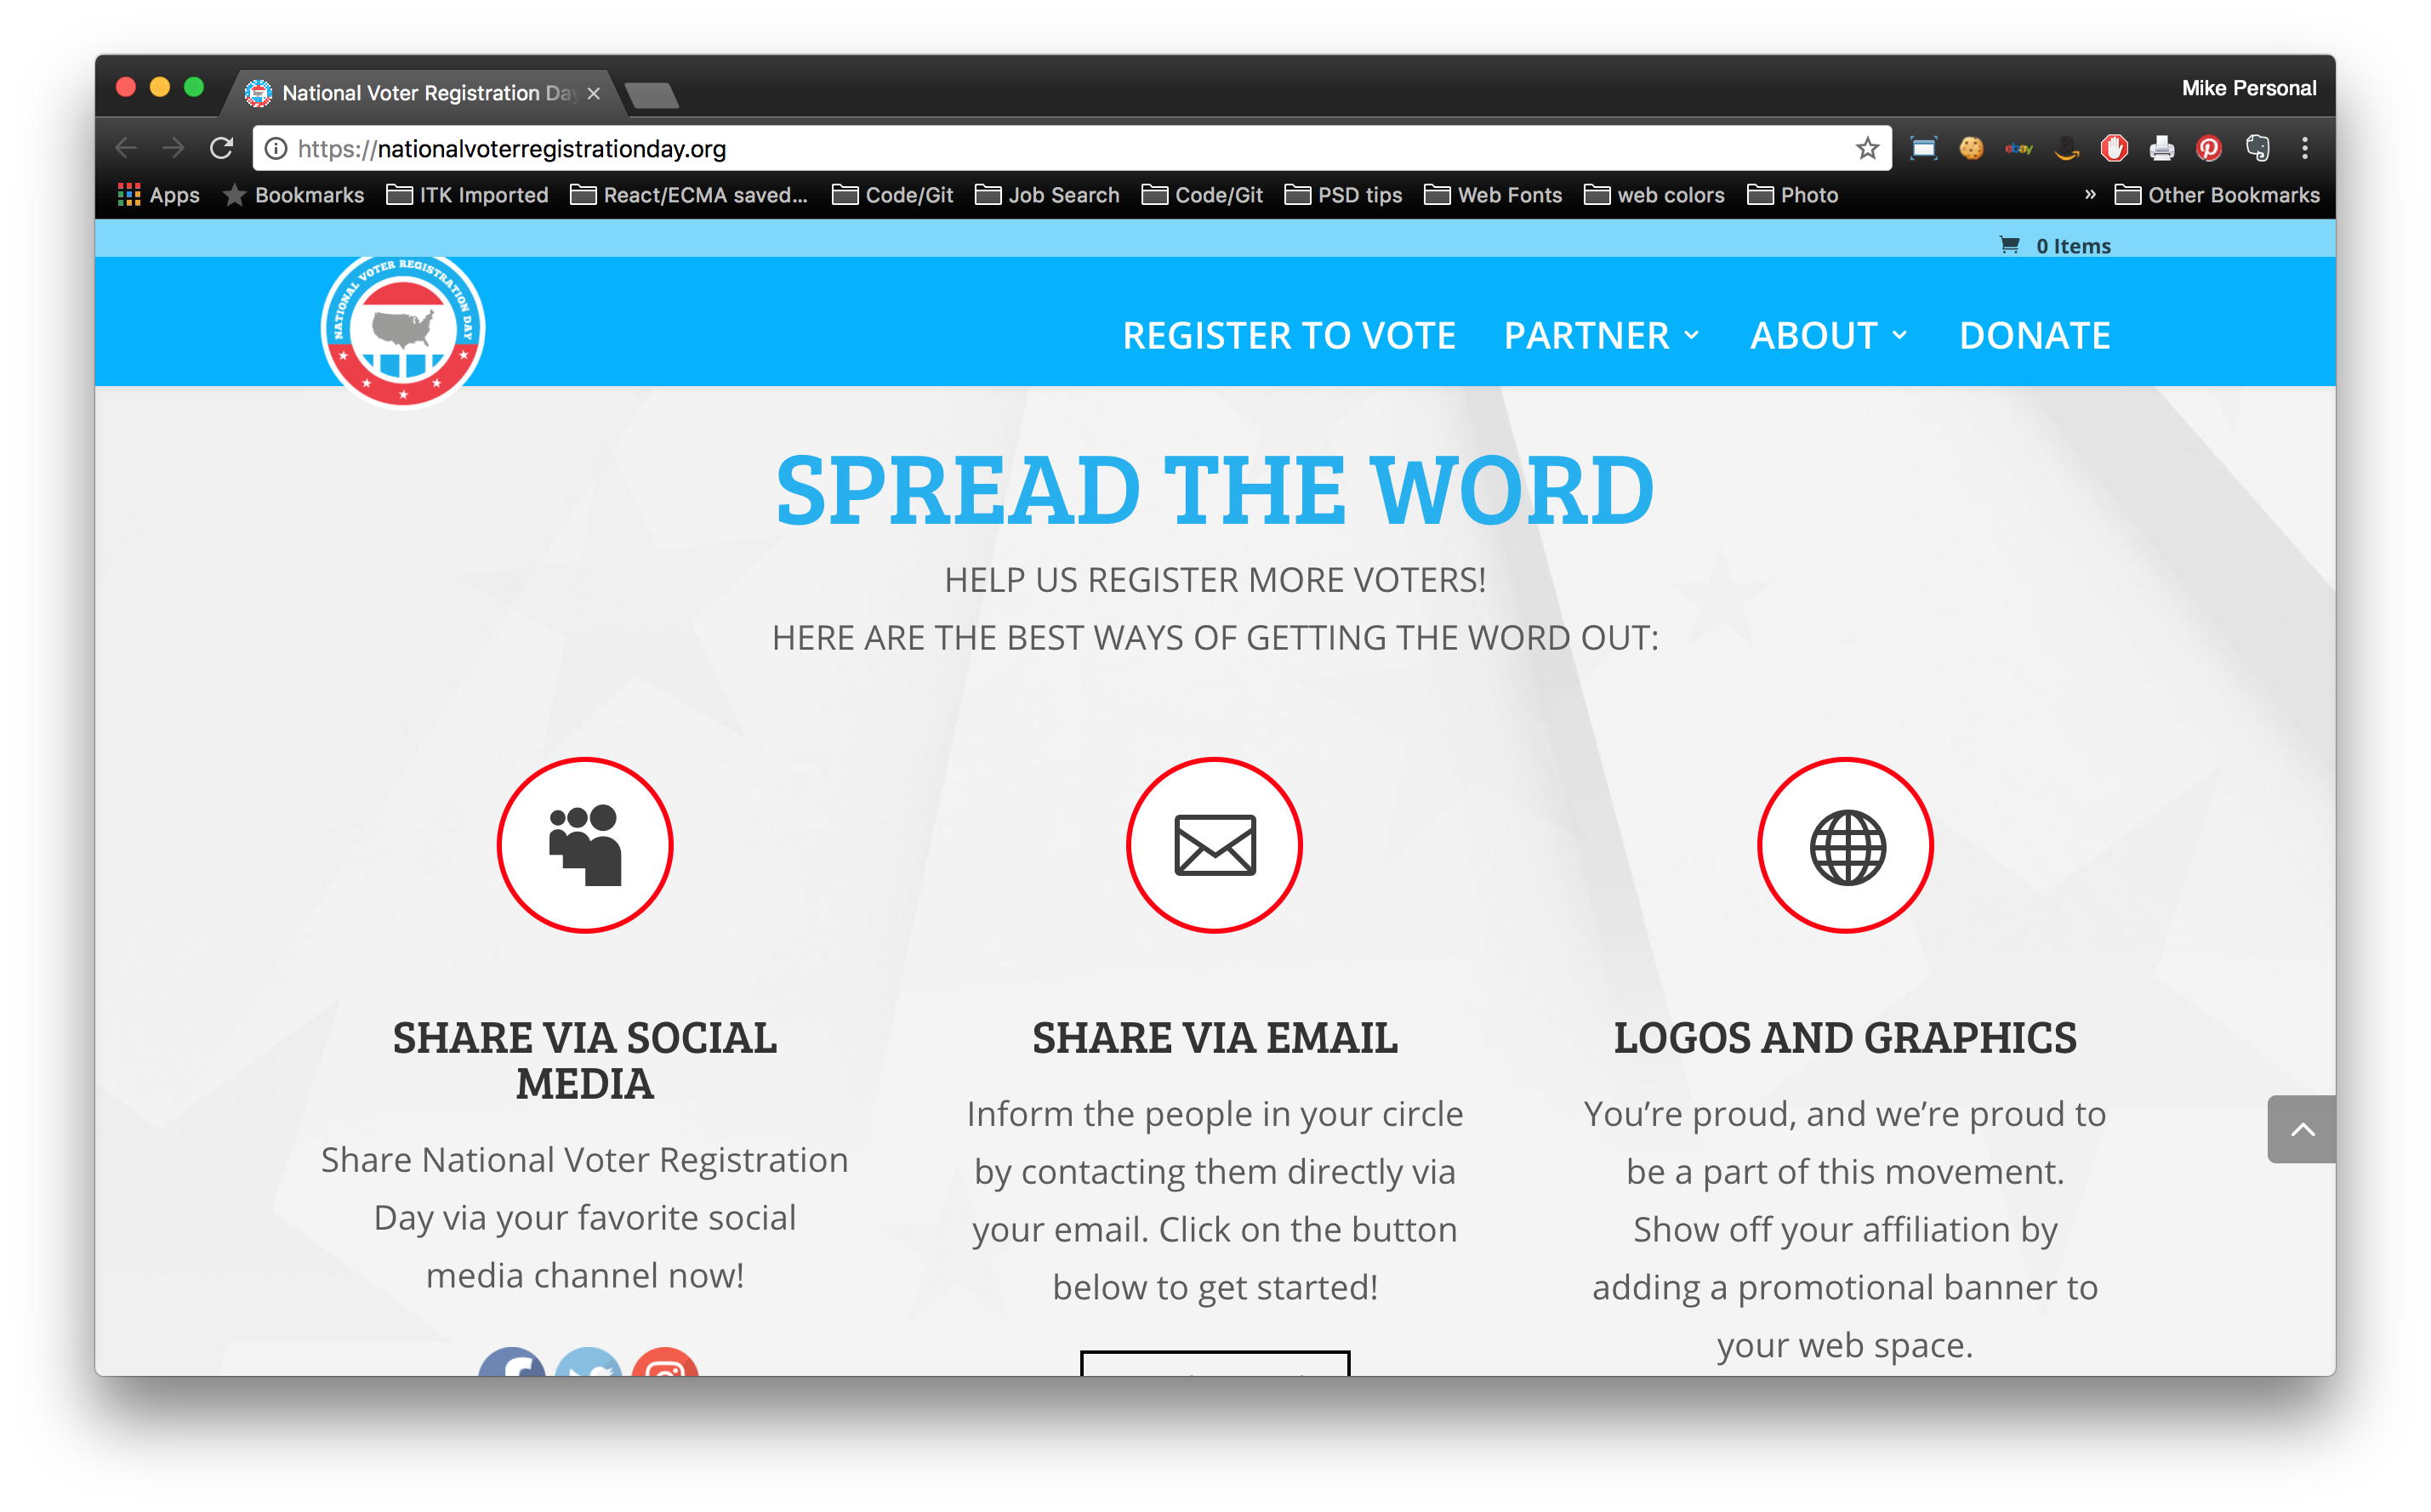 National Voter Registration Day
Mike Personal
https://nationalvoterregistrationday.org
ebay
Apps
Bookmarks
ITK Imported
React/ECMA saved...
Code/Git
Job Search
Code/Git
PSD tips
Web Fonts
web colors
Photo
»
Other Bookmarks
0 Items
NATIONAL VOTER REGISTRATION DAY
REGISTER TO VOTE
PARTNER
ABOUT
DONATE
SPREAD THE WORD
HELP US REGISTER MORE VOTERS!
HERE ARE THE BEST WAYS OF GETTING THE WORD OUT:
SHARE VIA SOCIAL
MEDIA
Share National Voter Registration
Day via your favorite social
media channel now!
SHARE VIA EMAIL
Inform the people in your circle
by contacting them directly via
your email. Click on the button
below to get started!
LOGOS AND GRAPHICS
You’re proud, and we’re proud to
be a part of this movement.
Show off your affiliation by
adding a promotional banner to
your web space.